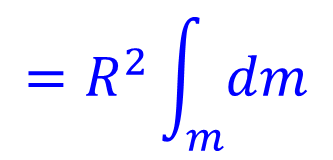 = R² ∫ₘ dm